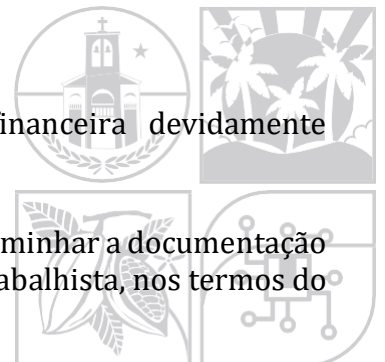 inanceira devidamente
minhar a documentação
abalhista, nos termos do